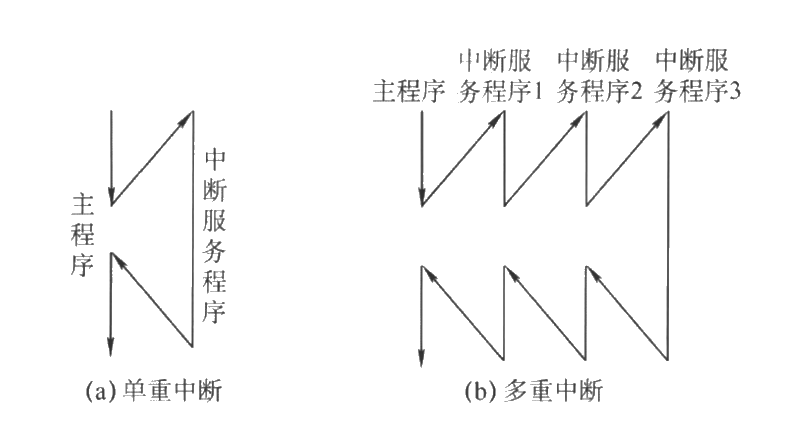 主程序
中断服务程序
(a) 单重中断
主程序
中断服
务程序1
中断服
务程序2
中断服
务程序3
(b) 多重中断